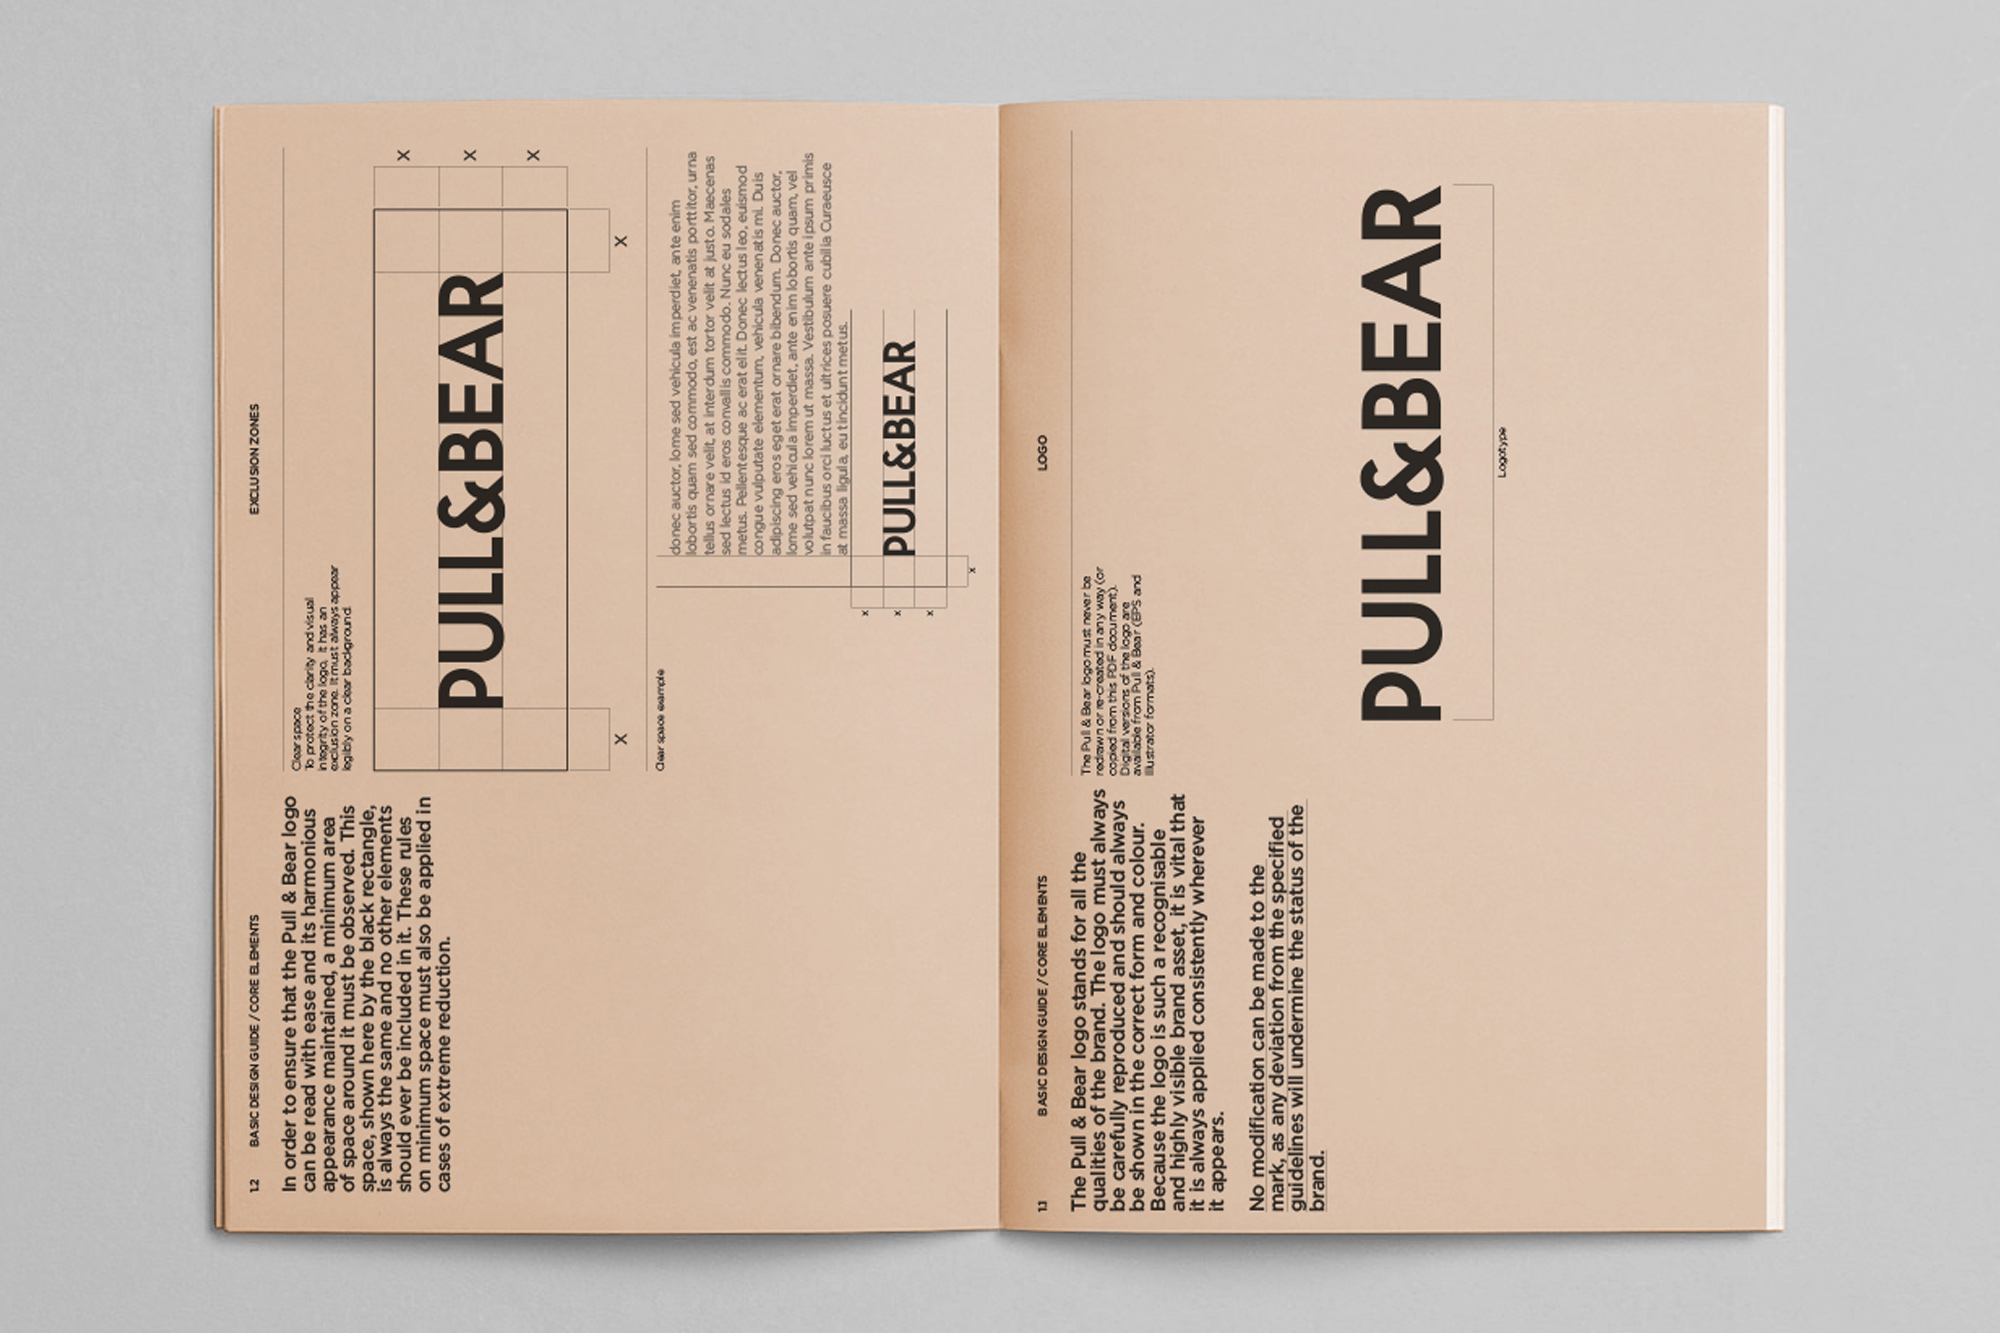 1.2
BASIC DESIGN GUIDE / CORE ELEMENTS
EXCLUSION ZONES
In order to ensure that the Pull & Bear logo
can be read with ease and its harmonious
appearance maintained, a minimum area
of space around it must be observed. This
space, shown here by the black rectangle,
is always the same and no other elements
should ever be included in it. These rules
on minimum space must also be applied in
cases of extreme reduction.
Clear space
To protect the clarity and visual
integrity of the logo, it has an
exclusion zone. It must always appear
legibly on a clear background.
X
X
X
PULL&BEAR
X
X
Clear space example
donec auctor, lome sed vehicula imperdiet, ante enim
lobortis quam sed commodo, est ac venenatis porttitor, urna
tellus ornare velit, at interdum tortor velit at justo. Maecenas
sed lectus id eros convallis commodo. Nunc eu sodales
metus. Pellentesque ac erat elit. Donec lectus leo, euismod
congue vulputate elementum, vehicula venenatis mi. Duis
adipiscing eros eget erat ornare bibendum. Donec auctor,
lome sed vehicula imperdiet, ante enim lobortis quam, vel
volutpat nunc lorem ut massa. Vestibulum ante ipsum primis
in faucibus orci luctus et ultrices posuere cubilia Curaeusce
at massa ligula, eu tincidunt metus.
X
X
X
PULL&BEAR
X
1.1
BASIC DESIGN GUIDE / CORE ELEMENTS
LOGO
The Pull & Bear logo stands for all the
qualities of the brand. The logo must always
be carefully reproduced and should always
be shown in the correct form and colour.
Because the logo is such a recognisable
and highly visible brand asset, it is vital that
it is always applied consistently wherever
it appears.
No modification can be made to the
mark, as any deviation from the specified
guidelines will undermine the status of the
brand.
The Pull & Bear logo must never be
redrawn or re-created in any way (or
copied from this PDF document).
Digital versions of the logo are
available from Pull & Bear (EPS and
Illustrator formats).
PULL&BEAR
Logotype